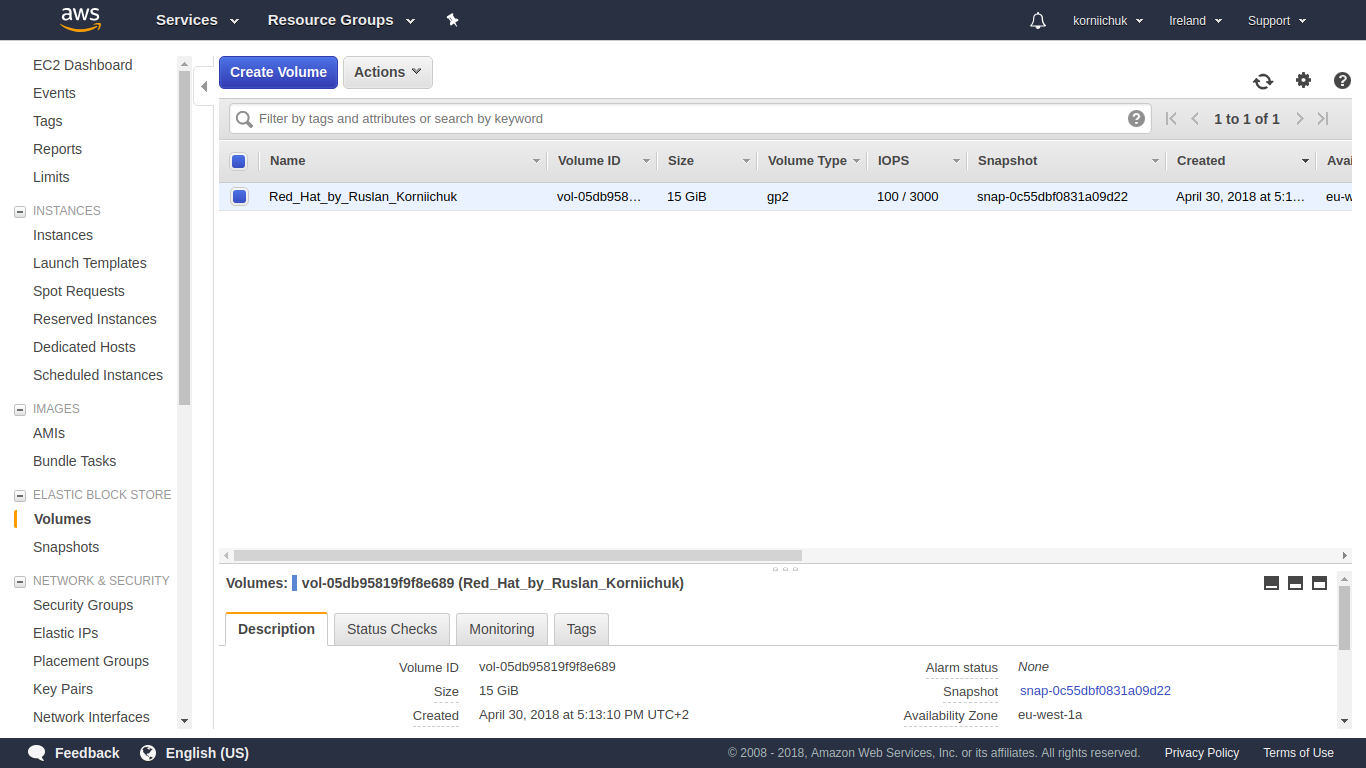 aws Services Resource Groups korniichuk Ireland Support
EC2 Dashboard
Events
Tags
Reports
Limits
INSTANCES
Instances
Launch Templates
Spot Requests
Reserved Instances
Dedicated Hosts
Scheduled Instances
IMAGES
AMIs
Bundle Tasks
ELASTIC BLOCK STORE
Volumes
Snapshots
NETWORK & SECURITY
Security Groups
Elastic IPs
Placement Groups
Key Pairs
Network Interfaces
Create Volume Actions
Filter by tags and attributes or search by keyword 1 to 1 of 1
Name Volume ID Size Volume Type IOPS Snapshot Created Avai
Red_Hat_by_Ruslan_Korniichuk vol-05db958… 15 GiB gp2 100 / 3000 snap-0c55dbf0831a09d22 April 30, 2018 at 5:1… eu-w
Volumes: vol-05db95819f9f8e689 (Red_Hat_by_Ruslan_Korniichuk)
Description Status Checks Monitoring Tags
Volume ID vol-05db95819f9f8e689 Alarm status None
Size 15 GiB Snapshot snap-0c55dbf0831a09d22
Created April 30, 2018 at 5:13:10 PM UTC+2 Availability Zone eu-west-1a
Feedback English (US) © 2008 - 2018, Amazon Web Services, Inc. or its affiliates. All rights reserved. Privacy Policy Terms of Use